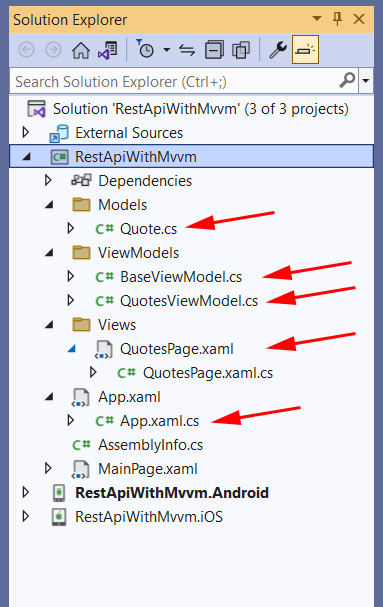 Solution Explorer
Search Solution Explorer (Ctrl+;)
Solution 'RestApiWithMvvm' (3 of 3 projects)
External Sources
C# RestApiWithMvvm
Dependencies
Models
C# Quote.cs
ViewModels
C# BaseViewModel.cs
C# QuotesViewModel.cs
Views
QuotesPage.xaml
C# QuotesPage.xaml.cs
App.xaml
C# App.xaml.cs
C# AssemblyInfo.cs
MainPage.xaml
RestApiWithMvvm.Android
RestApiWithMvvm.iOS